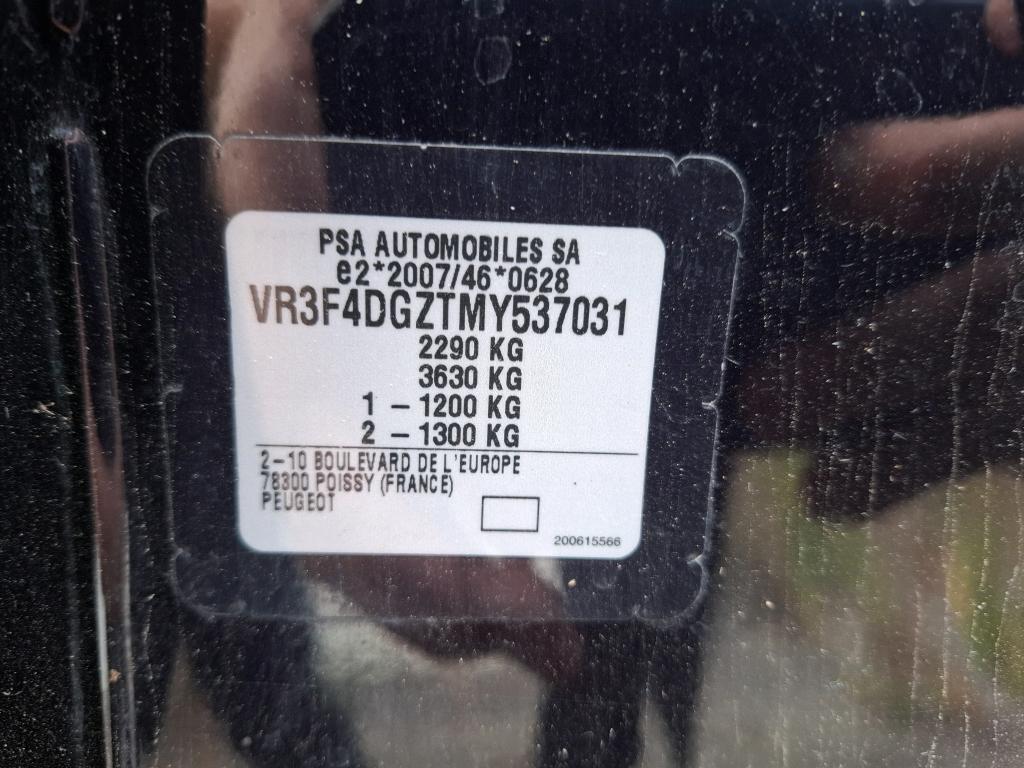 PSA AUTOMOBILES SA
e2*2007/46*0628
VR3F4DGZTMY537031
2290 KG
3630 KG
1 - 1200 KG
2 - 1300 KG
2-10 BOULEVARD DE L'EUROPE
78300 POISSY (FRANCE)
PEUGEOT
200615566